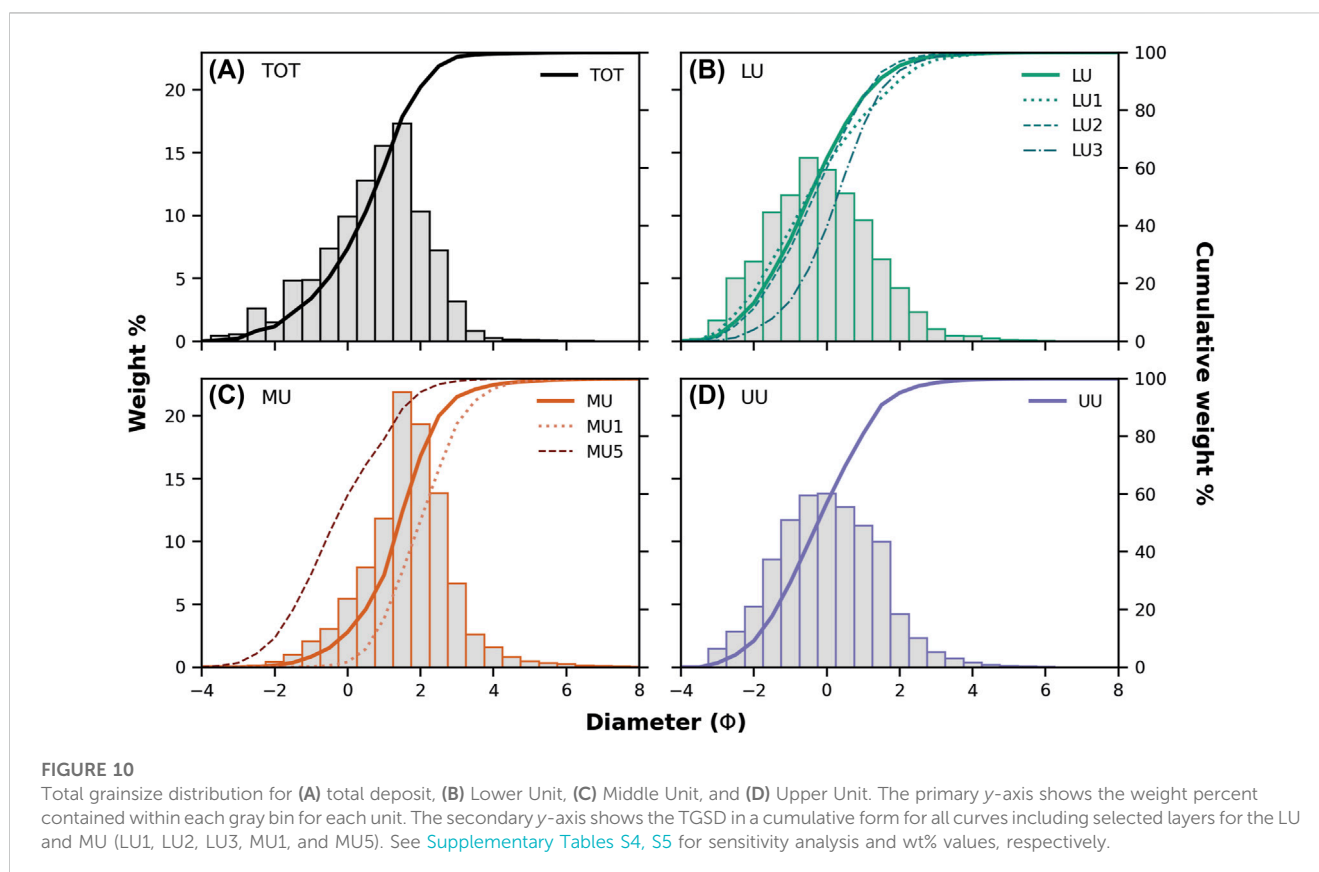 (A) TOT
TOT
(B) LU
LU
LU1
LU2
LU3
(C) MU
MU
MU1
MU5
(D) UU
UU
20
15
10
5
0
100
80
60
40
20
0
20
15
10
5
0
100
80
60
40
20
0
Weight %
Cumulative weight %
−4 −2 0 2 4 6 8
−4 −2 0 2 4 6 8
Diameter (Φ)
FIGURE 10
Total grainsize distribution for (A) total deposit, (B) Lower Unit, (C) Middle Unit, and (D) Upper Unit. The primary y-axis shows the weight percent
contained within each gray bin for each unit. The secondary y-axis shows the TGSD in a cumulative form for all curves including selected layers for the LU
and MU (LU1, LU2, LU3, MU1, and MU5). See Supplementary Tables S4, S5 for sensitivity analysis and wt% values, respectively.